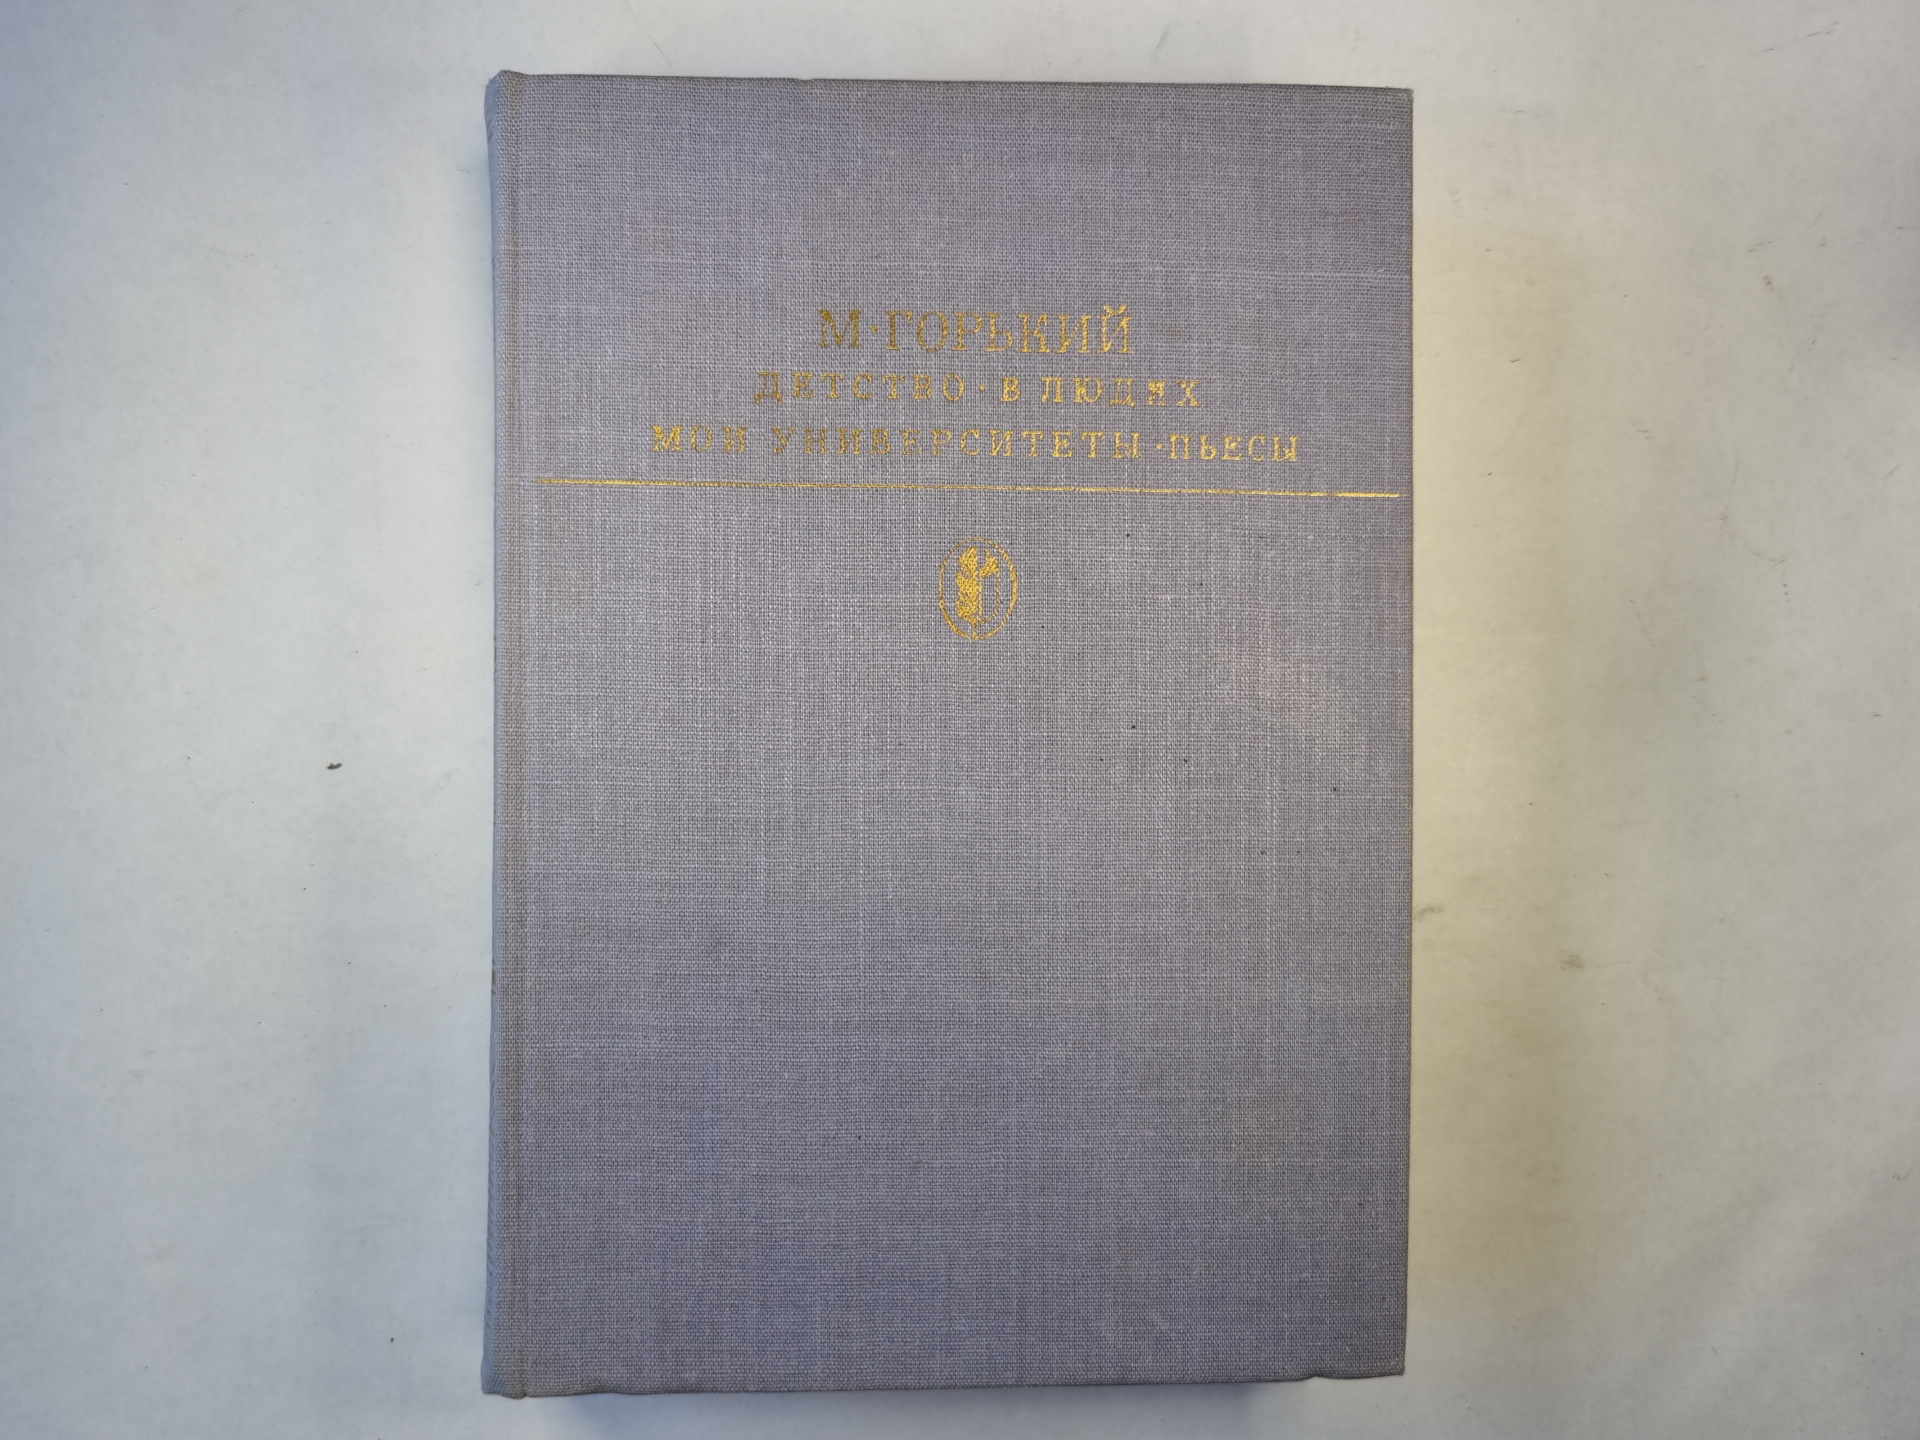 М·ГОРЬКИЙ
ДЕТСТВО·В ЛЮДЯХ
МОИ УНИВЕРСИТЕТЫ·ПЬЕСЫ